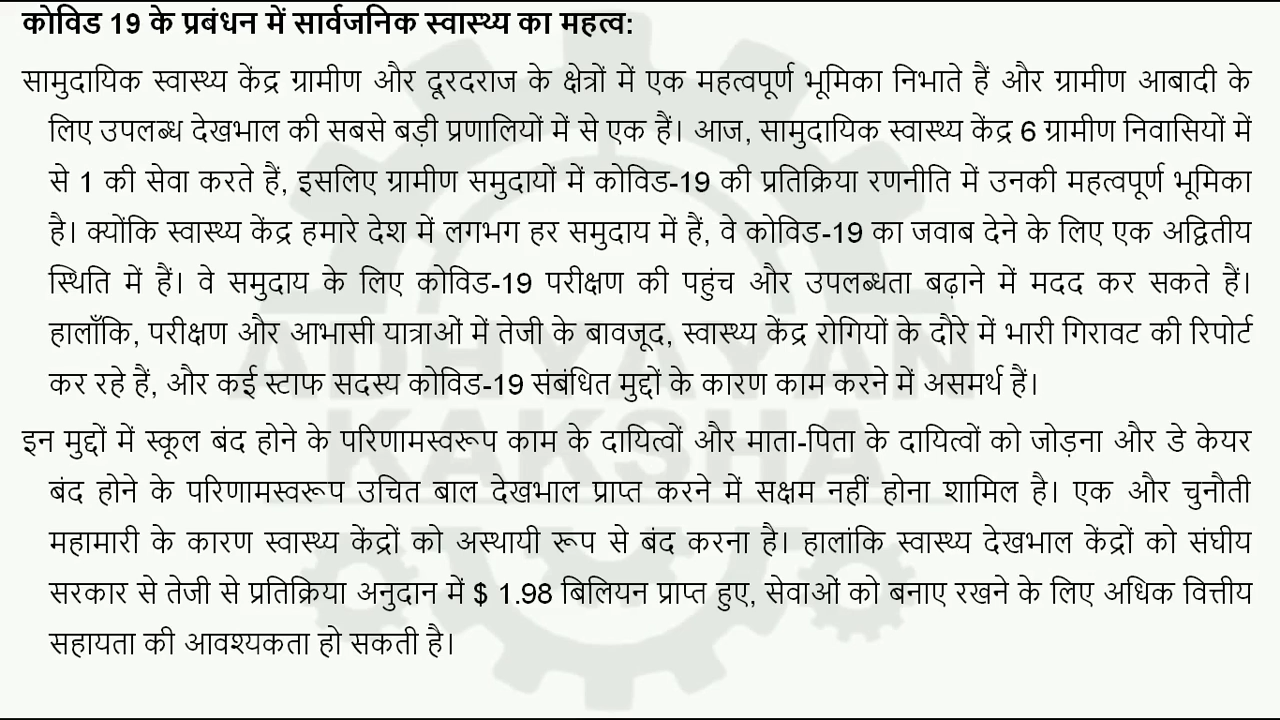 कोविड 19 के प्रबंधन में सार्वजनिक स्वास्थ्य का महत्व:
सामुदायिक स्वास्थ्य केंद्र ग्रामीण और दूरदराज के क्षेत्रों में एक महत्वपूर्ण भूमिका निभाते हैं और ग्रामीण आबादी के
लिए उपलब्ध देखभाल की सबसे बड़ी प्रणालियों में से एक हैं। आज, सामुदायिक स्वास्थ्य केंद्र 6 ग्रामीण निवासियों में
से 1 की सेवा करते हैं, इसलिए ग्रामीण समुदायों में कोविड-19 की प्रतिक्रिया रणनीति में उनकी महत्वपूर्ण भूमिका
है। क्योंकि स्वास्थ्य केंद्र हमारे देश में लगभग हर समुदाय में हैं, वे कोविड-19 का जवाब देने के लिए एक अद्वितीय
स्थिति में हैं। वे समुदाय के लिए कोविड-19 परीक्षण की पहुंच और उपलब्धता बढ़ाने में मदद कर सकते हैं।
हालाँकि, परीक्षण और आभासी यात्राओं में तेजी के बावजूद, स्वास्थ्य केंद्र रोगियों के दौरे में भारी गिरावट की रिपोर्ट
कर रहे हैं, और कई स्टाफ सदस्य कोविड-19 संबंधित मुद्दों के कारण काम करने में असमर्थ हैं।
इन मुद्दों में स्कूल बंद होने के परिणामस्वरूप काम के दायित्वों और माता-पिता के दायित्वों को जोड़ना और डे केयर
बंद होने के परिणामस्वरूप उचित बाल देखभाल प्राप्त करने में सक्षम नहीं होना शामिल है। एक और चुनौती
महामारी के कारण स्वास्थ्य केंद्रों को अस्थायी रूप से बंद करना है। हालांकि स्वास्थ्य देखभाल केंद्रों को संघीय
सरकार से तेजी से प्रतिक्रिया अनुदान में $ 1.98 बिलियन प्राप्त हुए, सेवाओं को बनाए रखने के लिए अधिक वित्तीय
सहायता की आवश्यकता हो सकती है।
ADHYAYAN
KAKSHA